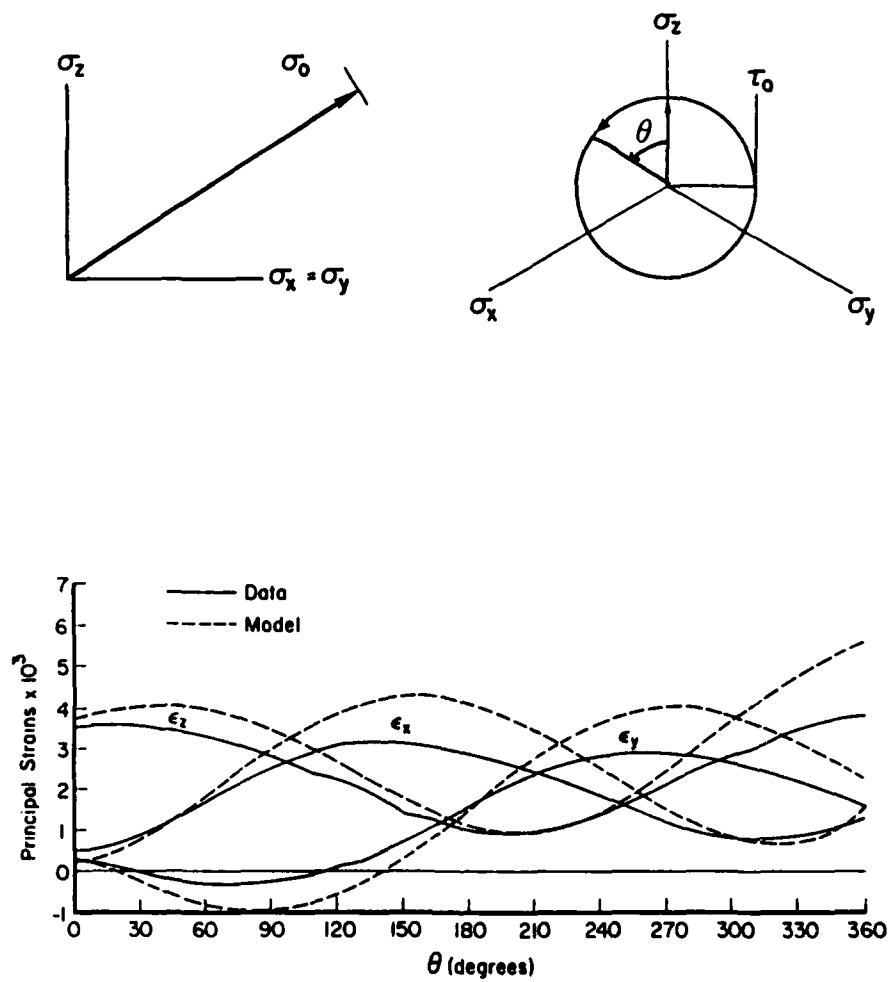 σz
σo
σx = σy
σz
τo
θ
σx
σy
7
6
5
4
3
2
1
0
-1
Principal Strains x 10³
Data
Model
εz
εx
εy
0 30 60 90 120 150 180 210 240 270 300 330 360
θ (degrees)